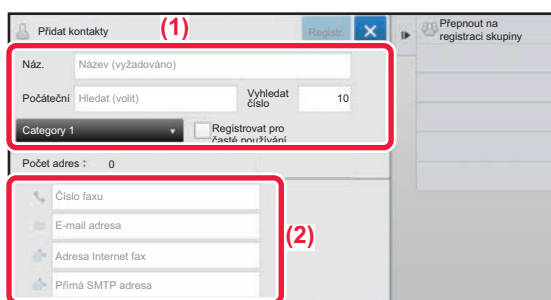 Přidat kontakty
(1)
Registr.
Přepnout na
registraci skupiny
Náz.
Název (vyžadováno)
Počáteční
Hledat (volit)
Vyhledat
číslo
10
Category 1
Registrovat pro
časté používání
Počet adres :
0
Číslo faxu
E-mail adresa
(2)
Adresa Internet fax
Přímá SMTP adresa